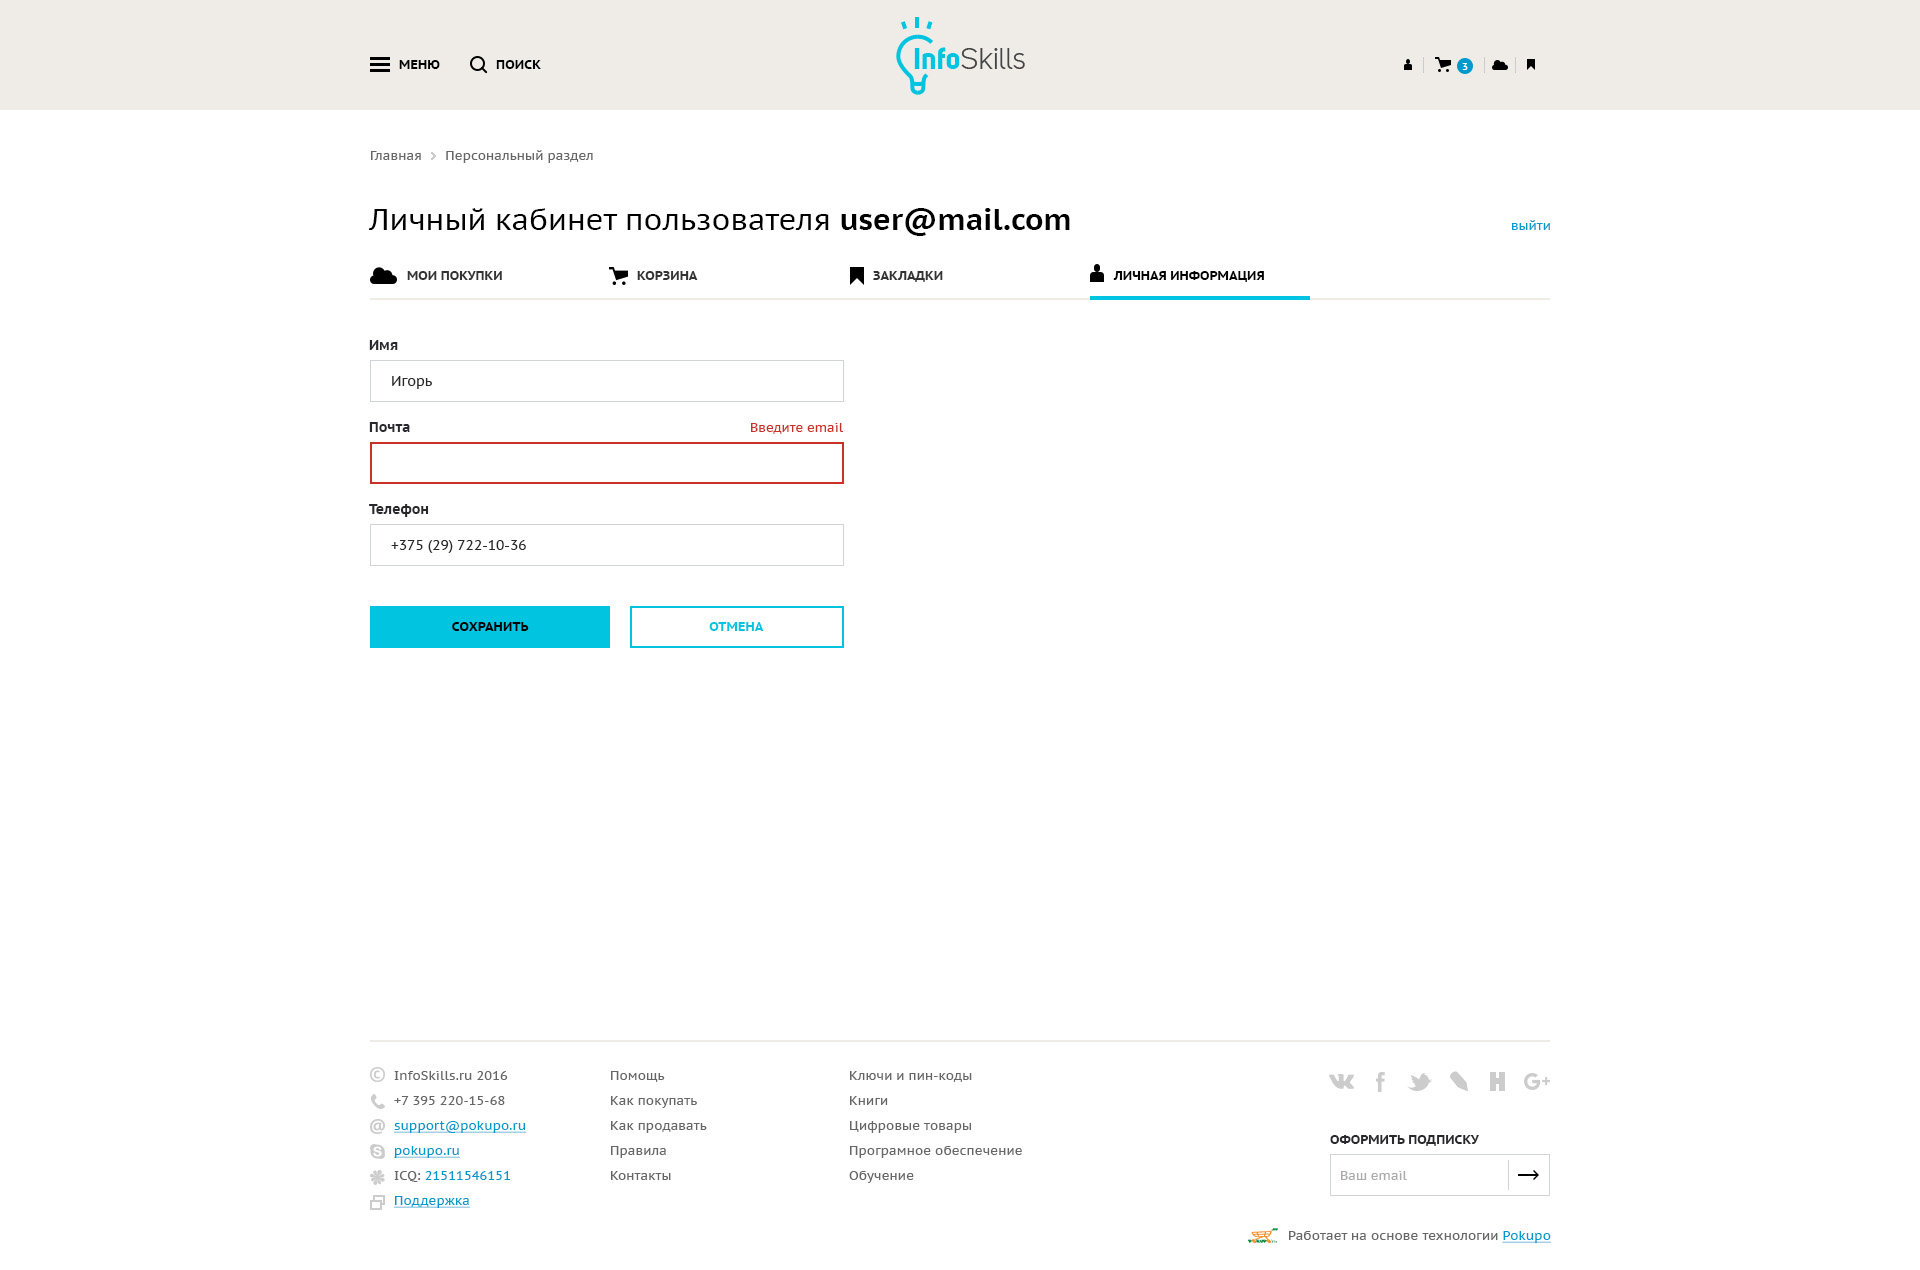 МЕНЮ
ПОИСК
InfoSkills
3
Главная
Персональный раздел
Личный кабинет пользователя user@mail.com
выйти
МОИ ПОКУПКИ
КОРЗИНА
ЗАКЛАДКИ
ЛИЧНАЯ ИНФОРМАЦИЯ
Имя
Игорь
Почта
Введите email
Телефон
+375 (29) 722-10-36
СОХРАНИТЬ
ОТМЕНА
© InfoSkills.ru 2016
+7 395 220-15-68
support@pokupo.ru
pokupo.ru
ICQ: 21511546151
Поддержка
Помощь
Как покупать
Как продавать
Правила
Контакты
Ключи и пин-коды
Книги
Цифровые товары
Програмное обеспечение
Обучение
ОФОРМИТЬ ПОДПИСКУ
Ваш email
Работает на основе технологии Pokupo